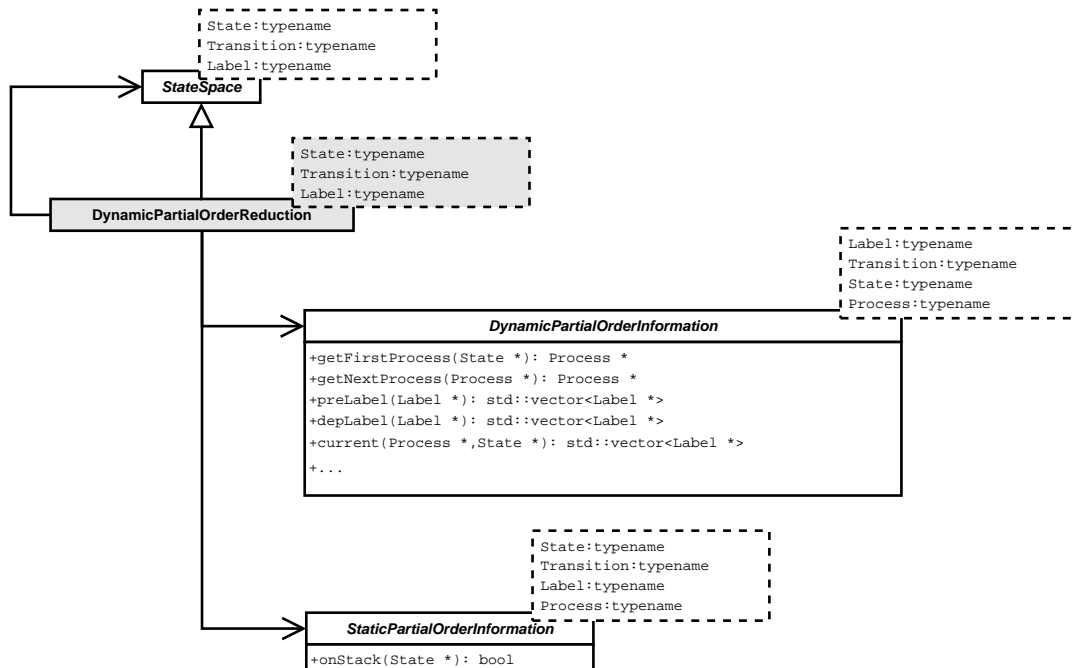 State:typename
Transition:typename
Label:typename
StateSpace
State:typename
Transition:typename
Label:typename
DynamicPartialOrderReduction
Label:typename
Transition:typename
State:typename
Process:typename
DynamicPartialOrderInformation
+getFirstProcess(State *): Process *
+getNextProcess(Process *): Process *
+preLabel(Label *): std::vector<Label *>
+depLabel(Label *): std::vector<Label *>
+current(Process *,State *): std::vector<Label *>
+...
State:typename
Transition:typename
Label:typename
Process:typename
StaticPartialOrderInformation
+onStack(State *): bool